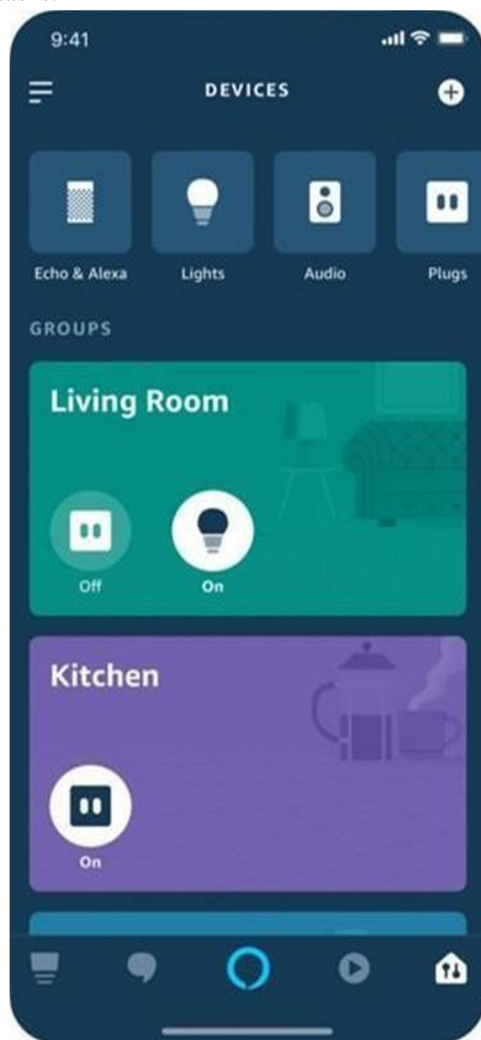 9:41
DEVICES
Echo & Alexa Lights Audio Plugs
GROUPS
Living Room
Off On
Kitchen
On